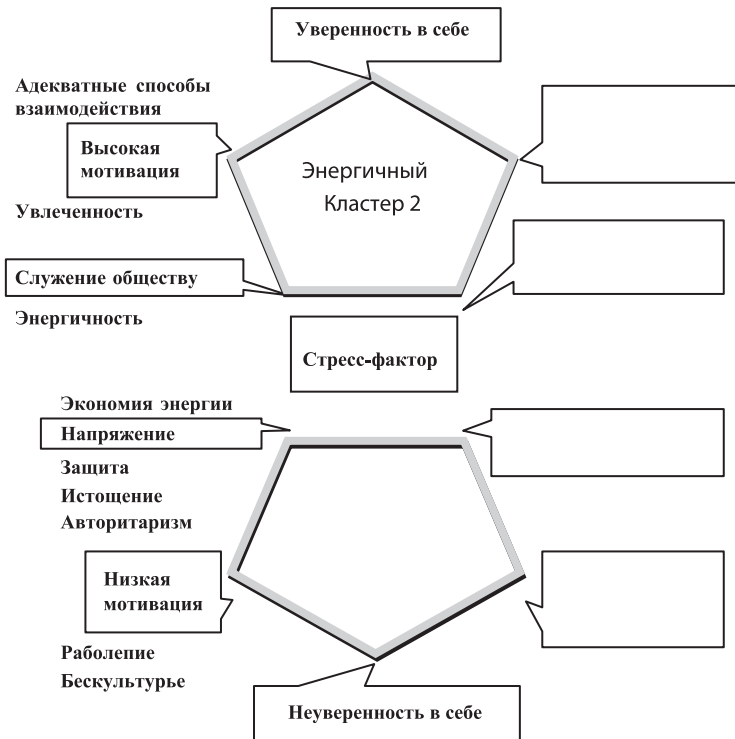 Уверенность в себе
Адекватные способы
взаимодействия
Высокая
мотивация
Энергичный
Кластер 2
Увлеченность
Служение обществу
Энергичность
Стресс-фактор
Экономия энергии
Напряжение
Защита
Истощение
Авторитаризм
Низкая
мотивация
Раболепие
Бескультурье
Неуверенность в себе